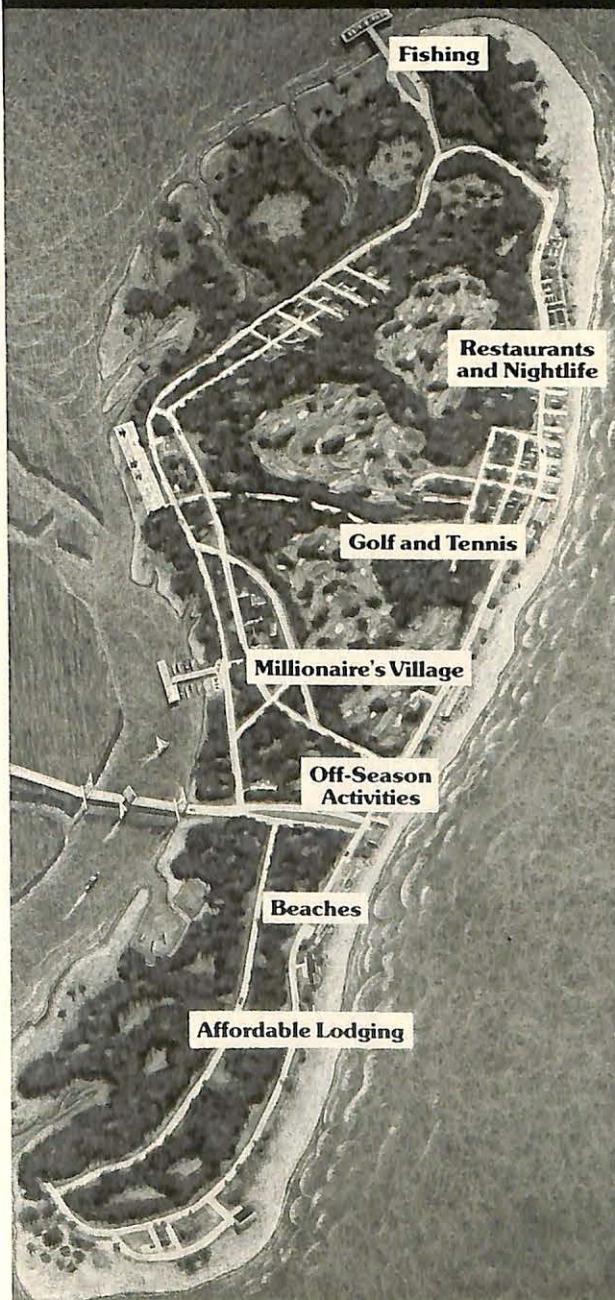 Fishing
Restaurants
and Nightlife
Golf and Tennis
Millionaire's Village
Off-Season
Activities
Beaches
Affordable Lodging